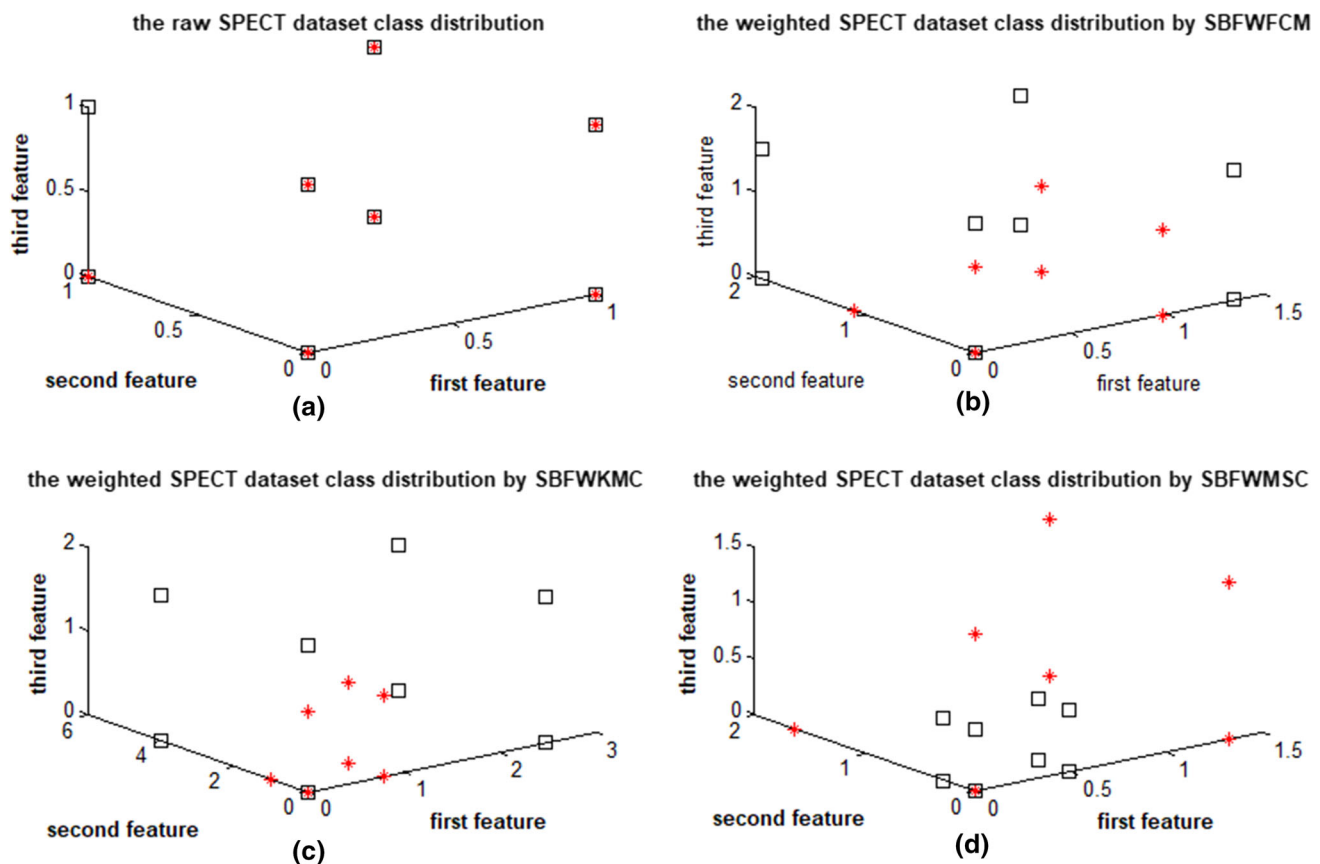 the raw SPECT dataset class distribution
third feature
1
0.5
0
1
0.5
0
0
0.5
1
second feature
first feature
(a)
the weighted SPECT dataset class distribution by SBFWFCM
third feature
2
1
0
2
1
0
0
0.5
1
1.5
second feature
first feature
(b)
the weighted SPECT dataset class distribution by SBFWKMC
third feature
2
1
0
6
4
2
0
0
1
2
3
second feature
first feature
(c)
the weighted SPECT dataset class distribution by SBFWMSC
third feature
1.5
1
0.5
0
2
1
0
0
0.5
1
1.5
second feature
first feature
(d)